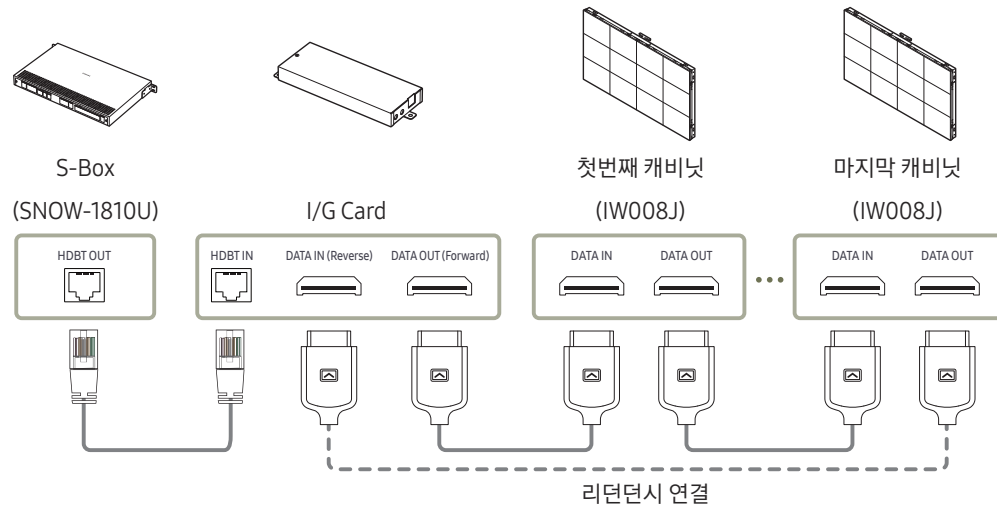 S-Box
첫번째 캐비닛
마지막 캐비닛
(SNOW-1810U)
I/G Card
(IW008J)
(IW008J)
HDBT OUT
HDBT IN
DATA IN (Reverse)
DATA OUT (Forward)
DATA IN
DATA OUT
DATA IN
DATA OUT
리던던시 연결